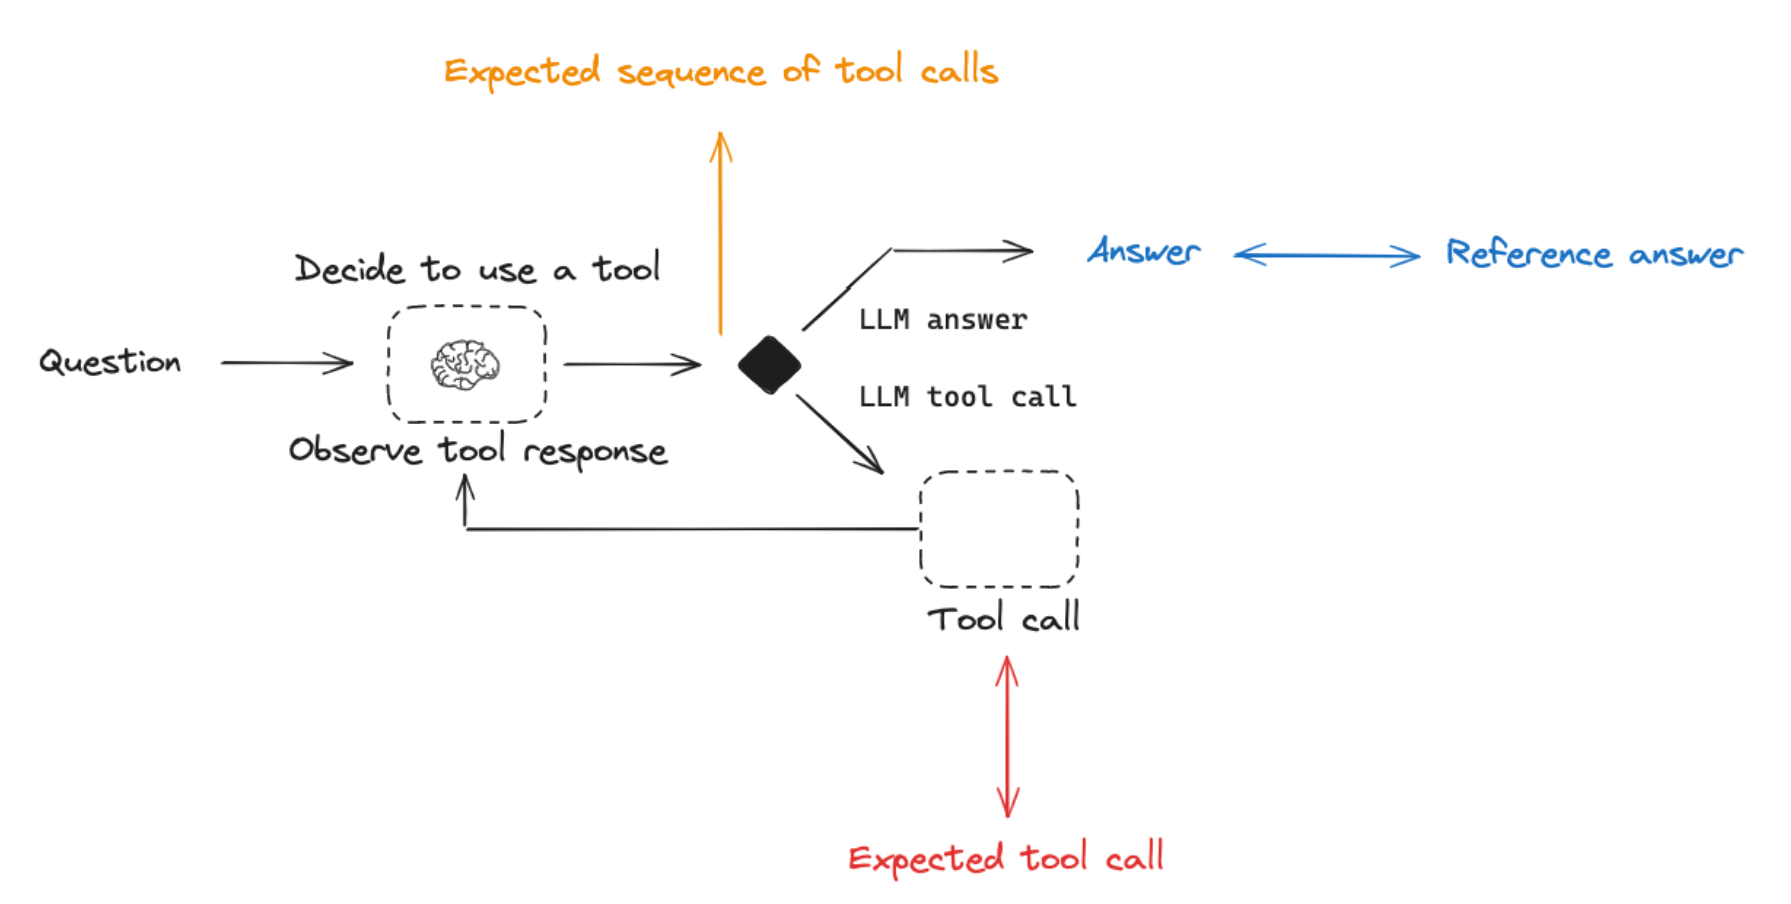 Expected sequence of tool calls
Decide to use a tool
Answer
Reference answer
LLM answer
Question
LLM tool call
Observe tool response
Tool call
Expected tool call